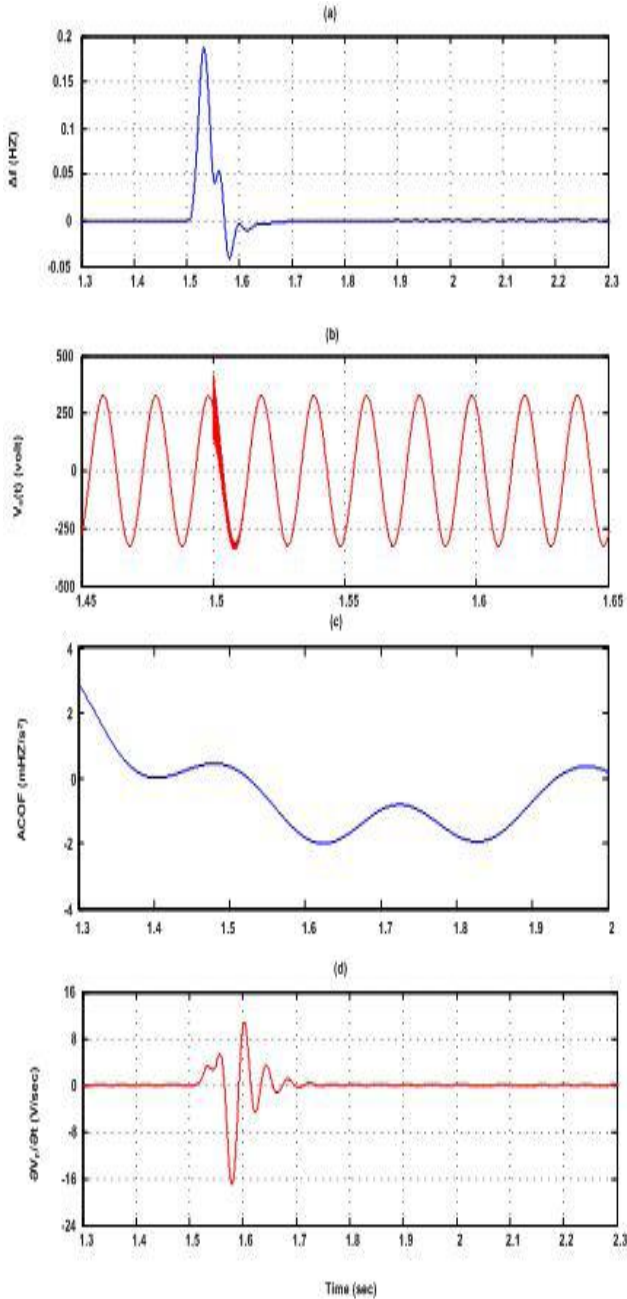 (a)
0.2
0.15
0.1
0.05
0
-0.05
Δf (HZ)
1.3 1.4 1.5 1.6 1.7 1.8 1.9 2 2.1 2.2 2.3
(b)
500
250
0
-250
-500
(t) (volt)
1.45 1.5 1.55 1.6 1.65
(c)
4
2
0
-2
-4
ACOF (mHZ/s²)
1.3 1.4 1.5 1.6 1.7 1.8 1.9 2
(d)
16
8
0
-8
-16
-24
(V/sec)
1.3 1.4 1.5 1.6 1.7 1.8 1.9 2 2.1 2.2 2.3
Time (sec)